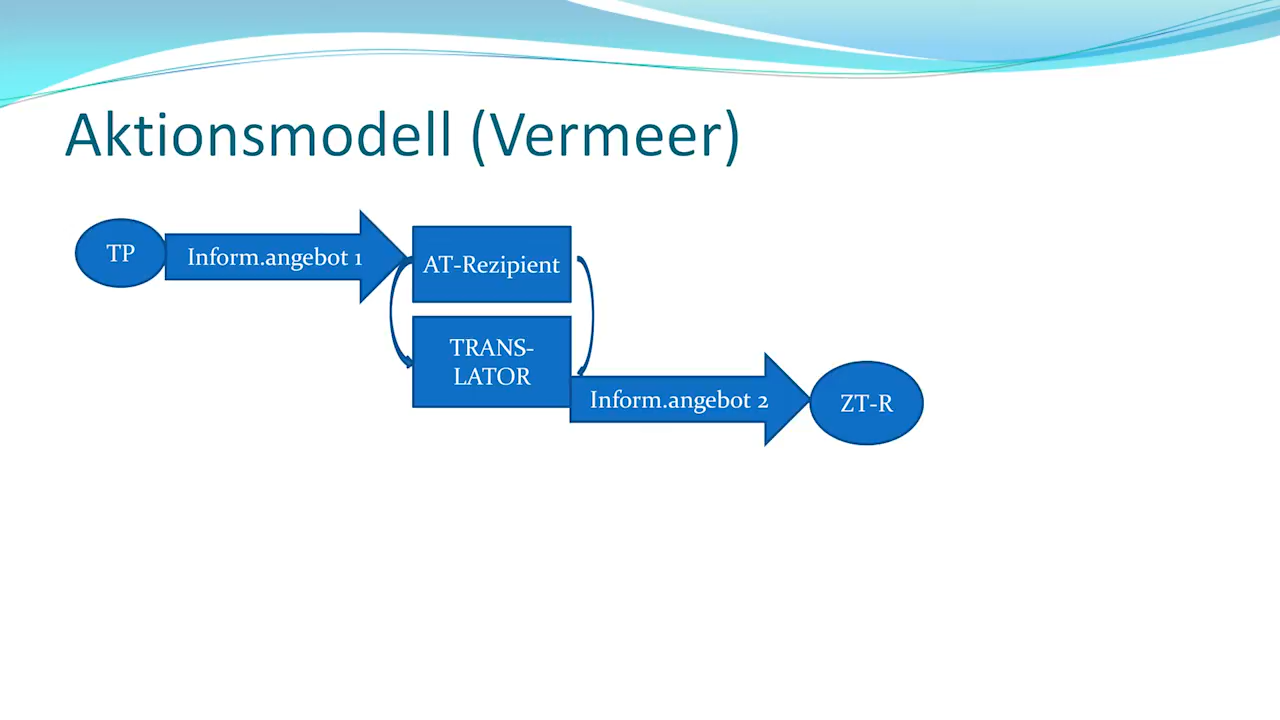 Aktionsmodell (Vermeer)
TP
Inform.angebot 1
AT-Rezipient
TRANS-
LATOR
Inform.angebot 2
ZT-R